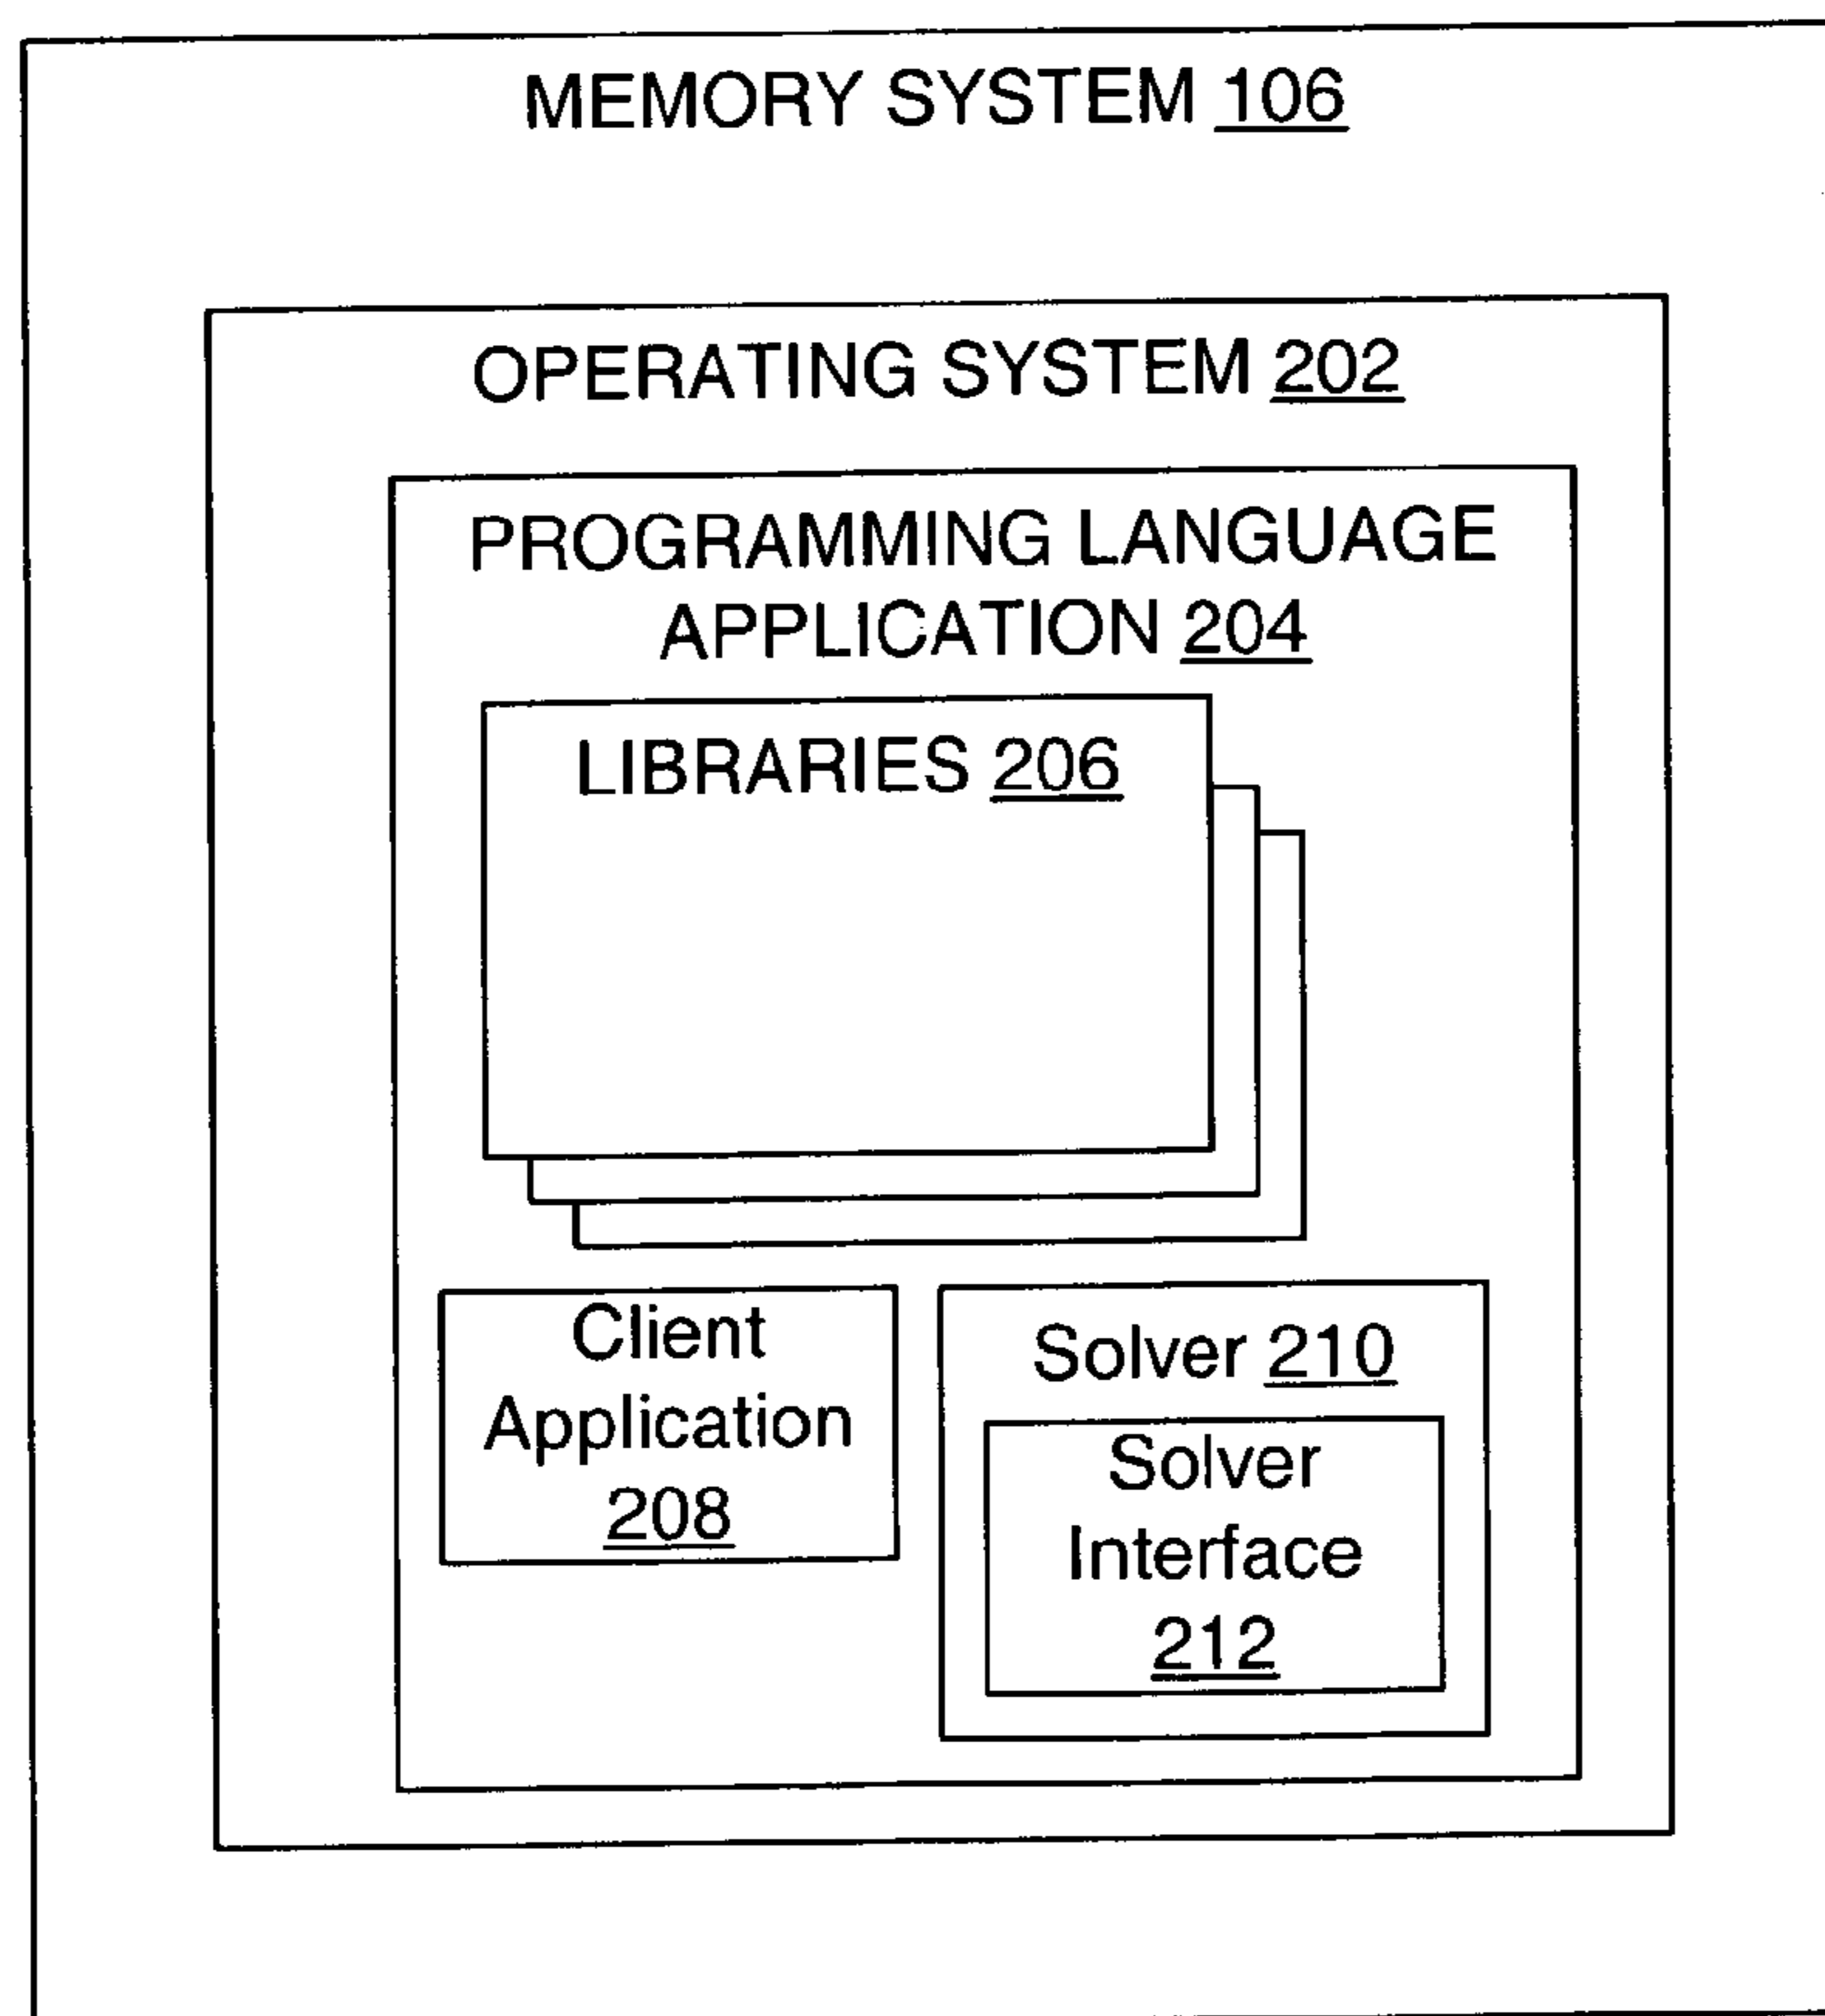 MEMORY SYSTEM 106
OPERATING SYSTEM 202
PROGRAMMING LANGUAGE
APPLICATION 204
LIBRARIES 206
Client
Application
208
Solver 210
Solver
Interface
212